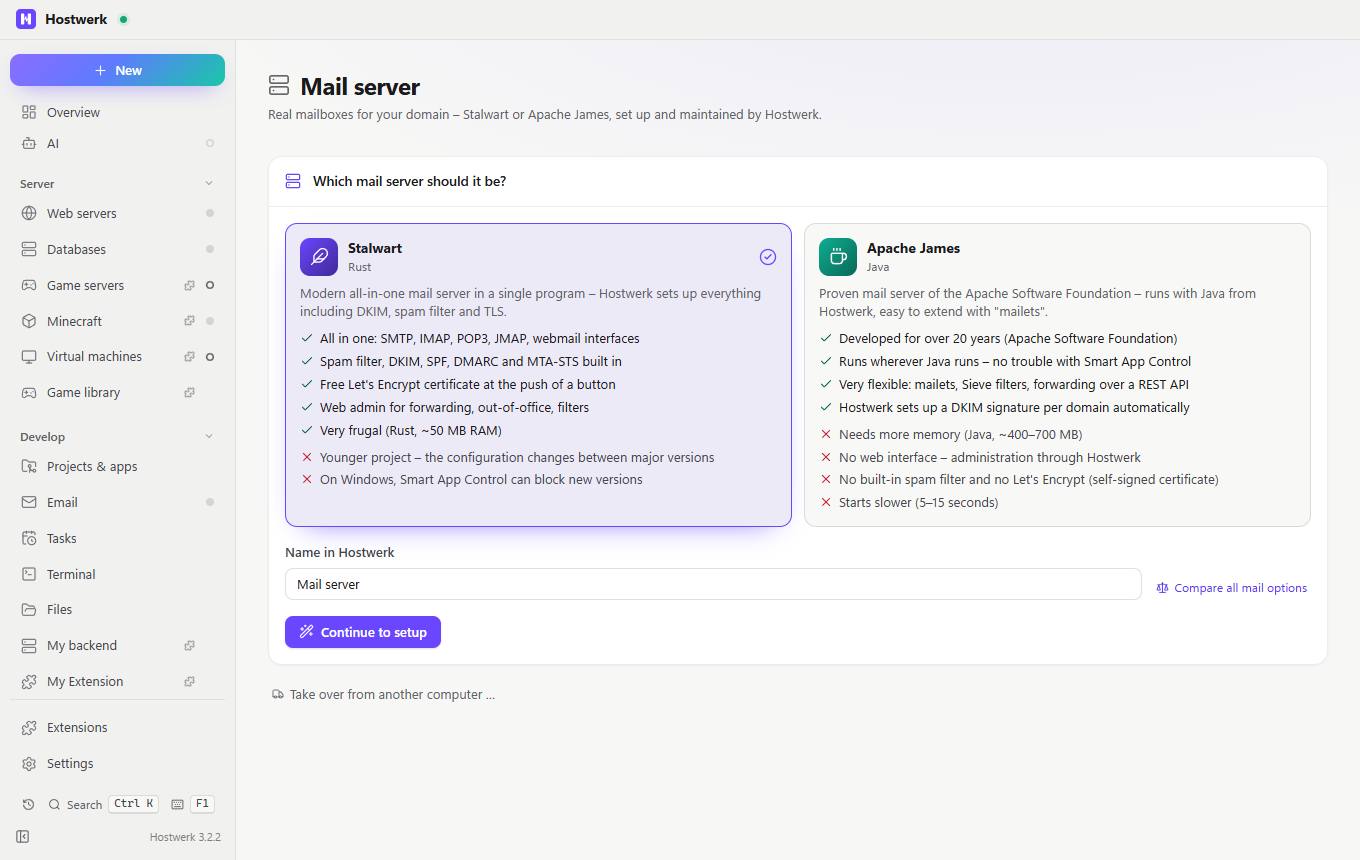 Hostwerk
New
Overview
AI
Server
Web servers
Databases
Game servers
Minecraft
Virtual machines
Game library
Develop
Projects & apps
Email
Tasks
Terminal
Files
My backend
My Extension
Extensions
Settings
Search Ctrl K F1
Hostwerk 3.2.2
Mail server
Real mailboxes for your domain – Stalwart or Apache James, set up and maintained by Hostwerk.
Which mail server should it be?
Stalwart
Rust
Modern all-in-one mail server in a single program – Hostwerk sets up everything
including DKIM, spam filter and TLS.
All in one: SMTP, IMAP, POP3, JMAP, webmail interfaces
Spam filter, DKIM, SPF, DMARC and MTA-STS built in
Free Let's Encrypt certificate at the push of a button
Web admin for forwarding, out-of-office, filters
Very frugal (Rust, ~50 MB RAM)
Younger project – the configuration changes between major versions
On Windows, Smart App Control can block new versions
Apache James
Java
Proven mail server of the Apache Software Foundation – runs with Java from
Hostwerk, easy to extend with "mailets".
Developed for over 20 years (Apache Software Foundation)
Runs wherever Java runs – no trouble with Smart App Control
Very flexible: mailets, Sieve filters, forwarding over a REST API
Hostwerk sets up a DKIM signature per domain automatically
Needs more memory (Java, ~400–700 MB)
No web interface – administration through Hostwerk
No built-in spam filter and no Let's Encrypt (self-signed certificate)
Starts slower (5–15 seconds)
Name in Hostwerk
Mail server
Compare all mail options
Continue to setup
Take over from another computer ...